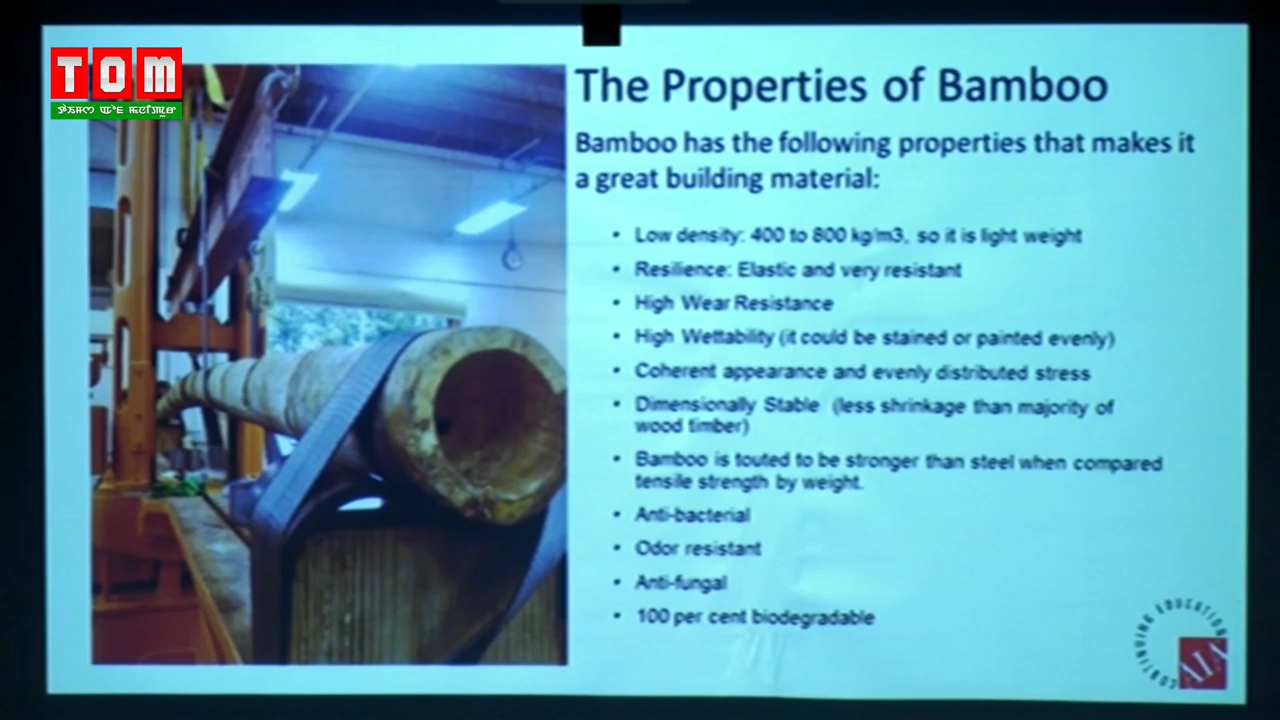 TOM
The Properties of Bamboo
Bamboo has the following properties that makes it
a great building material:
• Low density: 400 to 800 kg/m3, so it is light weight
• Resilience: Elastic and very resistant
• High Wear Resistance
• High Wettability (it could be stained or painted evenly)
• Coherent appearance and evenly distributed stress
• Dimensionally Stable (less shrinkage than majority of
wood timber)
• Bamboo is touted to be stronger than steel when compared
tensile strength by weight.
• Anti-bacterial
• Odor resistant
• Anti-fungal
• 100 per cent biodegradable
CONTINUING EDUCATION
AIA